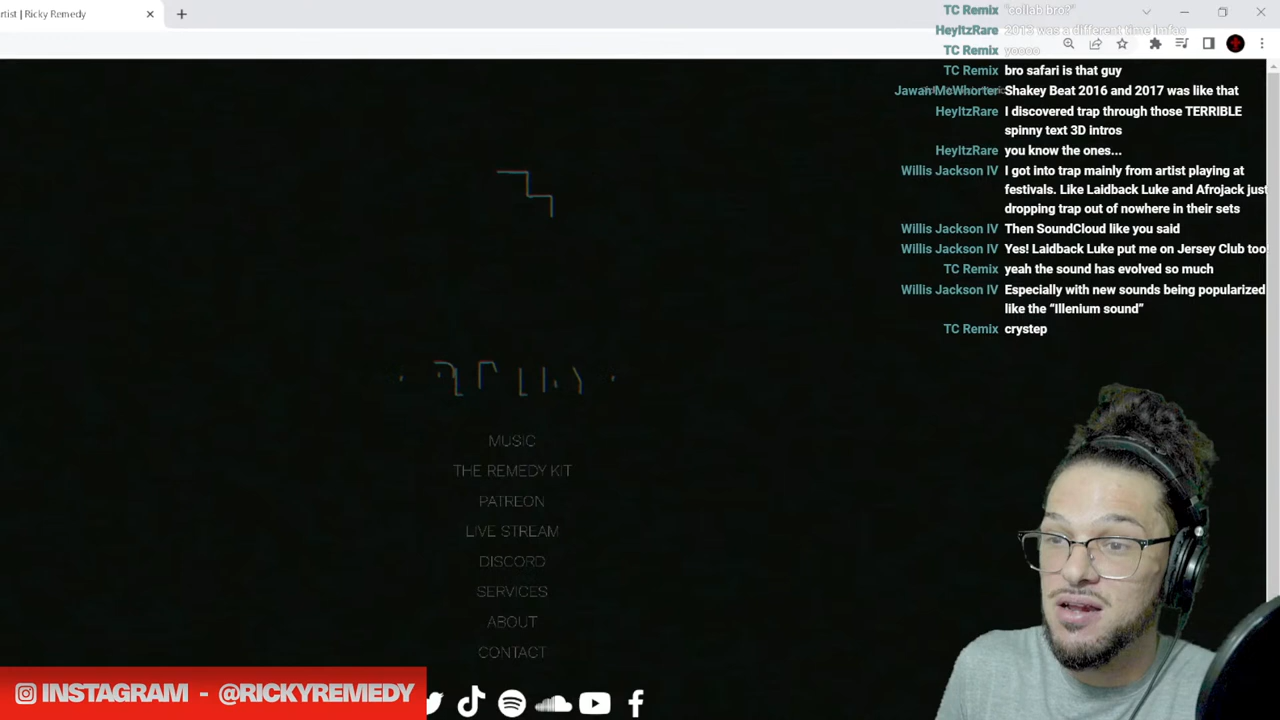 artist | Ricky Remedy
TC Remix "collab bro?"
HeyItzRare 2013 was a different time lmfao
TC Remix yoooo
TC Remix bro safari is that guy
Jawan McWhorter Shakey Beat 2016 and 2017 was like that
HeyItzRare I discovered trap through those TERRIBLE
spinny text 3D intros
HeyItzRare you know the ones...
Willis Jackson IV I got into trap mainly from artist playing at
festivals. Like Laidback Luke and Afrojack just
dropping trap out of nowhere in their sets
Willis Jackson IV Then SoundCloud like you said
Willis Jackson IV Yes! Laidback Luke put me on Jersey Club too!
TC Remix yeah the sound has evolved so much
Willis Jackson IV Especially with new sounds being popularized
like the “Illenium sound”
TC Remix crystep
MUSIC
THE REMEDY KIT
PATREON
LIVE STREAM
DISCORD
SERVICES
ABOUT
CONTACT
INSTAGRAM - @RICKYREMEDY